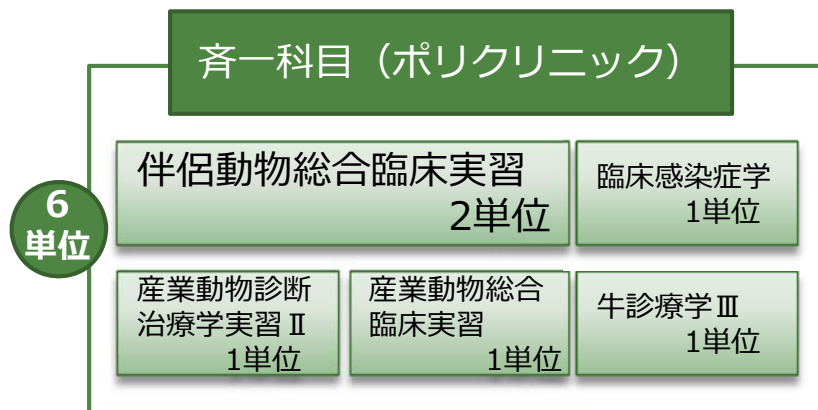 斉一科目（ポリクリニック）
6
単位
伴侶動物総合臨床実習
2単位
臨床感染症学
1単位
産業動物診断
治療学実習Ⅱ
1単位
産業動物総合
臨床実習
1単位
牛診療学Ⅲ
1単位